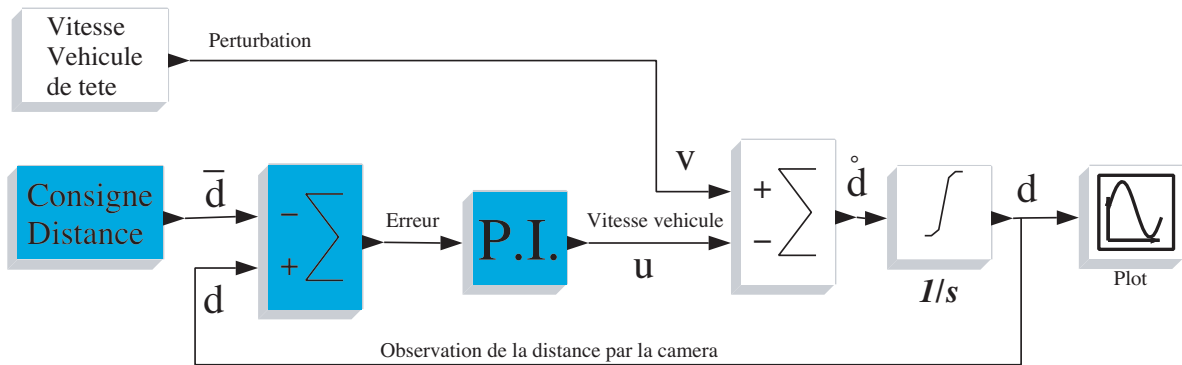 Vitesse
Vehicule
de tete
Perturbation
Consigne
Distance
d̅
d
−
+
Erreur
P.I.
Vitesse vehicule
u
v
+
−
d̊
1/s
d
Plot
Observation de la distance par la camera